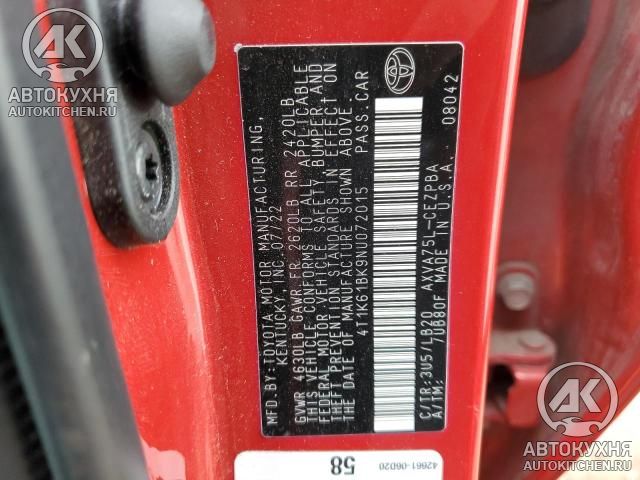 MFD.BY:TOYOTA MOTOR MANUFACTURING,
KENTUCKY, INC. 07/22
GVWR 4630LB GAWR.FR 2620LB RR 2420LB
THIS VEHICLE CONFORMS TO ALL APPLICABLE
FEDERAL MOTOR VEHICLE SAFETY, BUMPER, AND
THEFT PREVENTION STANDARDS IN EFFECT ON
THE DATE OF MANUFACTURE SHOWN ABOVE.
4T1K61BK9NU072015 PASS. CAR
C/TR:3U5/LB20 AXVA75L-CEZPBA
A/TM: 7UB80F MADE IN U.S.A. 08042
58
42661-06D20
AK
АВТОКУХНЯ
AUTOKITCHEN.RU
AK
АВТОКУХНЯ
AUTOKITCHEN.RU